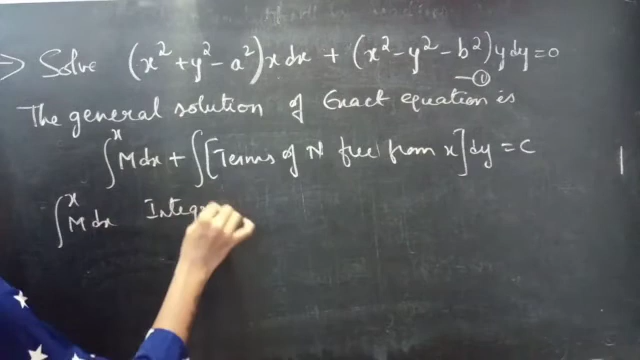 → Solve (x² + y² - a²) x dx + (x² - y² - b²) y dy = 0
— ①
The general solution of Exact equation is
∫ˣ M dx + ∫ [Terms of N free from x] dy = C
∫ˣ M dx Integ